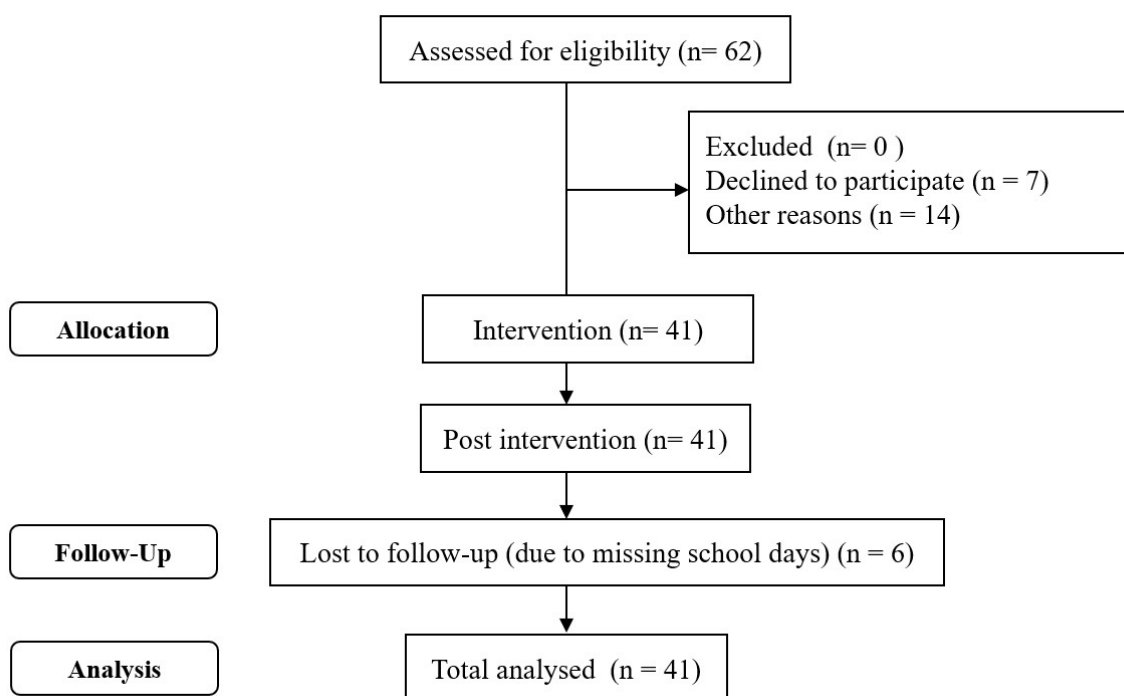 Assessed for eligibility (n= 62)
Excluded  (n= 0 )
Declined to participate (n = 7)
Other reasons (n = 14)
Allocation
Intervention (n= 41)
Post intervention (n= 41)
Follow-Up
Lost to follow-up (due to missing school days) (n = 6)
Analysis
Total analysed  (n = 41)